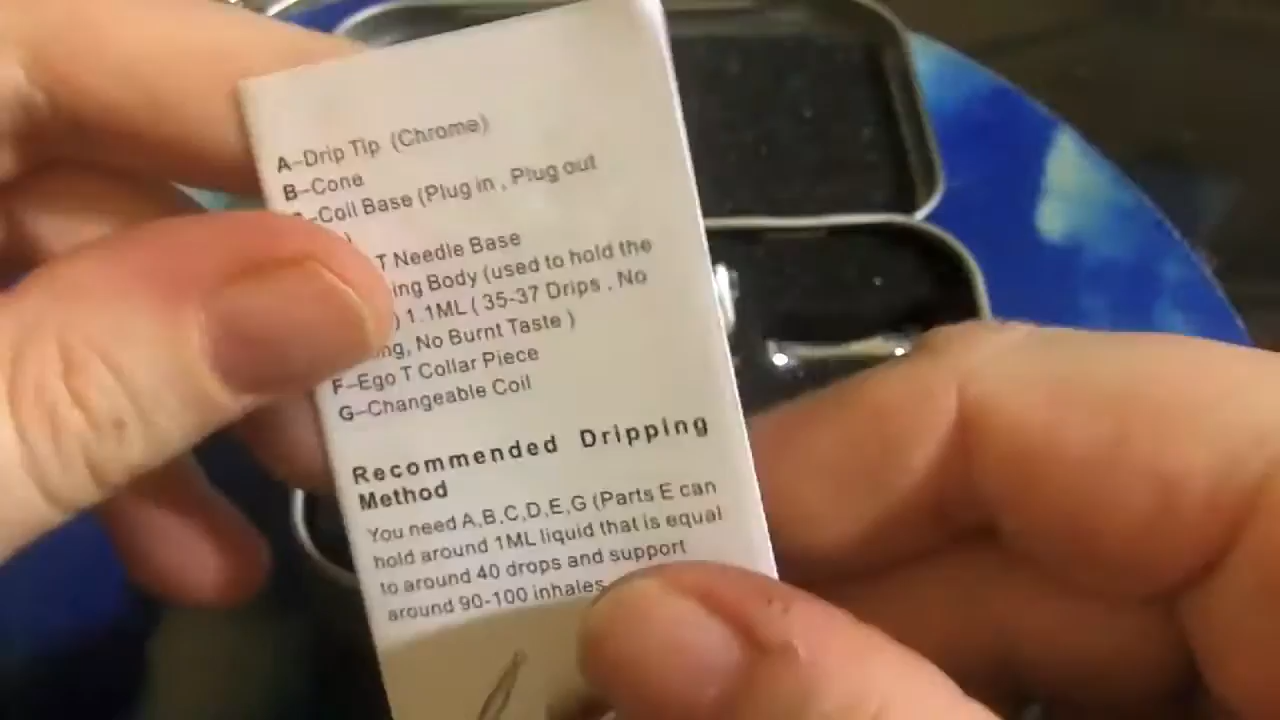 A–Drip Tip (Chrome)
B–Cone
–Coil Base (Plug in , Plug out
)
T Needle Base
ing Body (used to hold the
) 1.1ML ( 35-37 Drips , No
ng, No Burnt Taste )
F–Ego T Collar Piece
G–Changeable Coil
Recommended Dripping
Method
You need A,B,C,D,E,G (Parts E can
hold around 1ML liquid that is equal
to around 40 drops and support
around 90-100 inhales